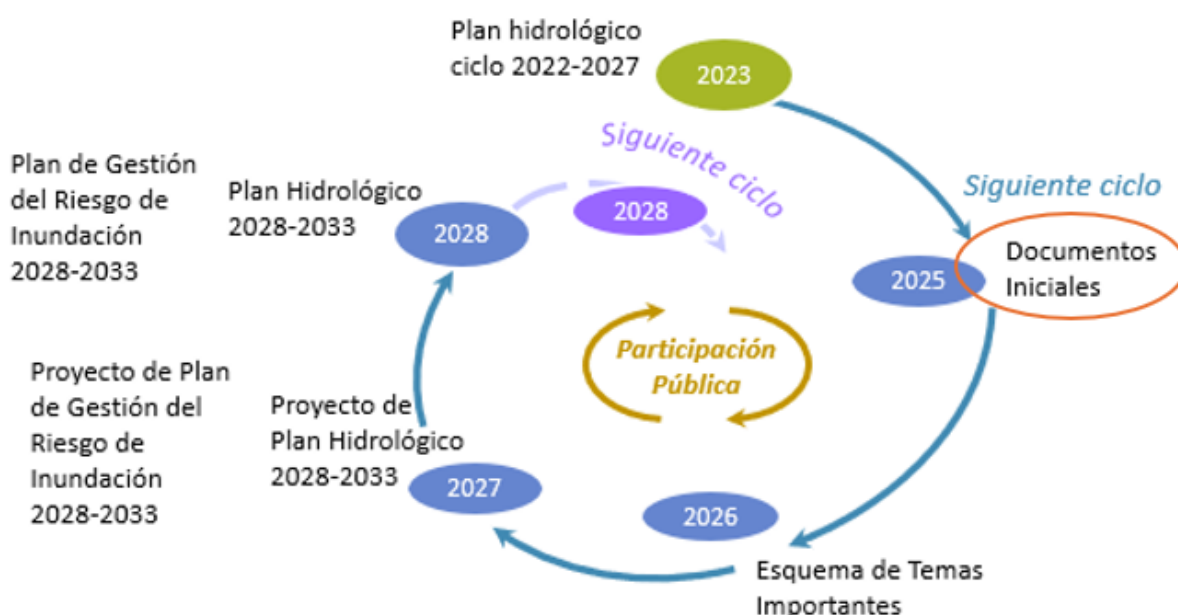 Plan hidrológico
ciclo 2022-2027
2023
Siguiente ciclo
Siguiente ciclo
Documentos
Iniciales
2025
Plan de Gestión
del Riesgo de
Inundación
2028-2033
Plan Hidrológico
2028-2033
2028
2028
Participación
Pública
Proyecto de Plan
de Gestión del
Riesgo de
Inundación
2028-2033
Proyecto de
Plan Hidrológico
2028-2033
2027
2026
Esquema de Temas
Importantes